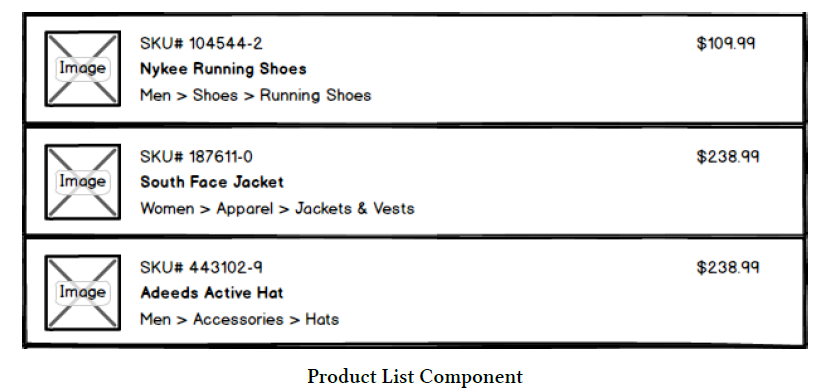 Image
SKU# 104544-2
$109.99
Nykee Running Shoes
Men > Shoes > Running Shoes
Image
SKU# 187611-0
$238.99
South Face Jacket
Women > Apparel > Jackets & Vests
Image
SKU# 443102-9
$238.99
Adeeds Active Hat
Men > Accessories > Hats
Product List Component